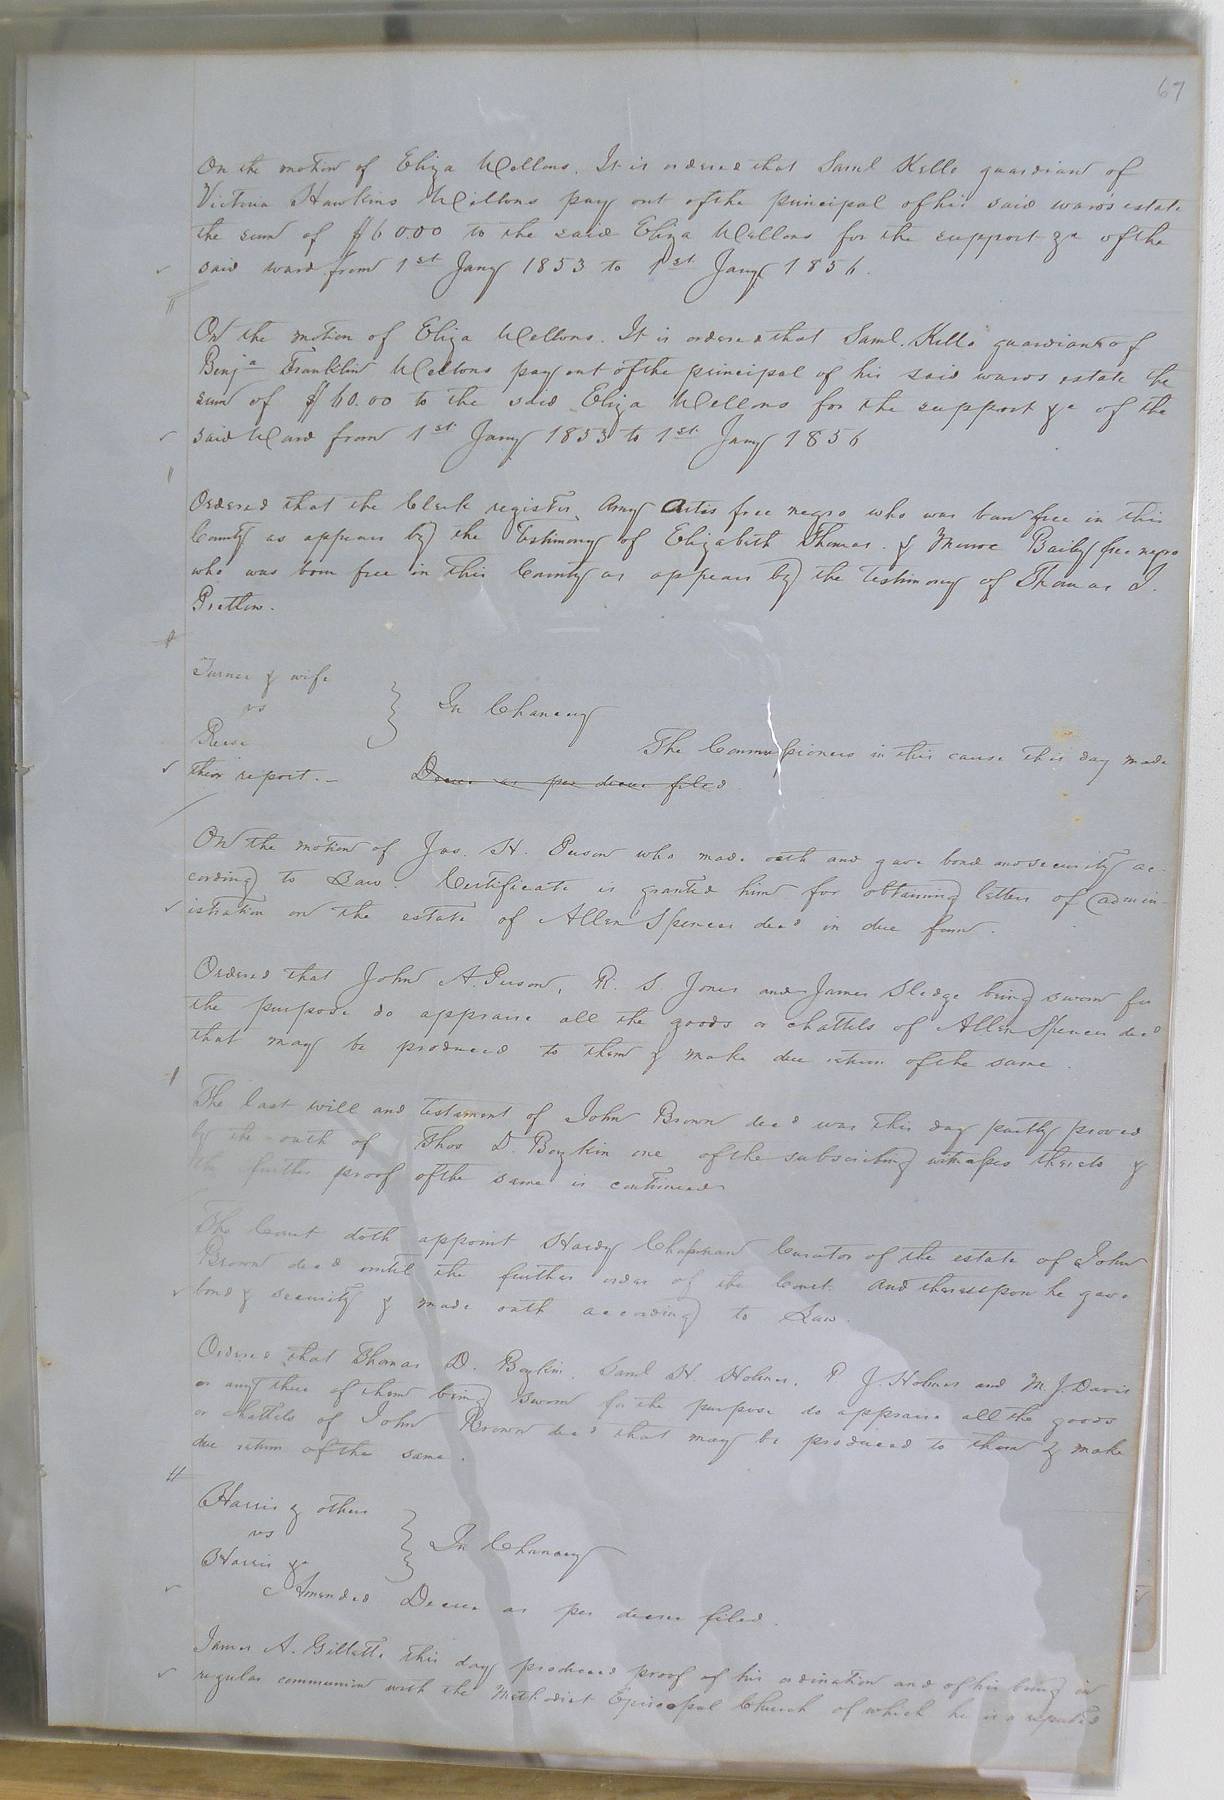 67
On the motion of Eliza Wellons. It is ordered that Saml Kello guardian of
Victoria Hawkins Wellons pay out of the principal of his said wards estate
the sum of $60.00 to the said Eliza Wellons for the support &c of the
said ward from 1st Jany 1853 to 1st Jany 1856.
On the motion of Eliza Wellons. It is ordered that Saml. Kello guardian of
Benja Franklin Wellons pay out of the principal of his said wards estate the
sum of $60.00 to the said Eliza Wellons for the support &c of the
said Ward from 1st Jany 1853 to 1st Jany 1856
Ordered that the Clerk register Amy Artis free negro who was born free in this
County as appears by the Testimony of Elizabeth Thomas. & Monroe Baily free negro
who was born free in this County as appears by the testimony of Thomas J.
Pretlow.
Turner & wife
vs
In Chancery
Reese
The Commissioners in this cause this day made
their report.- Decree as per decree filed
On the motion of Jas. H. Person who made oath and gave bond and security ac-
cording to Law. Certificate is granted him for obtaining letters of admin-
istration on the estate of Allen Spencer decd in due form.
Ordered that John A. Person, R. S. Jones and James Sledge being sworn for
the purpose do appraise all the goods or chattels of Allen Spencer decd
that may be produced to them & make due return of the same.
The last will and testament of John Brown decd was this day partly proved
by the oath of Thos D. Boykin one of the subscribing witnesses thereto &
the further proof of the same is continued
The Court doth appoint Hardy Chapman Curator of the estate of John
Brown decd until the further order of the Court. And thereupon he gave
bond & security & made oath according to Law.
Ordered that Thomas D. Boykin, Saml H. Holmes, P J. Holmes and M. J. Davis
or any three of them being sworn for the purpose do appraise all the goods
or chattels of John Brown decd that may be produced to them & make
due return of the same.
Harris & others
vs
In Chancery
Harris &c
Amended Decree as per decree filed.
James A. Gillette this day produced proof of his ordination and of his being in
regular communion with the Methodist Episcopal Church of which he is a reputed